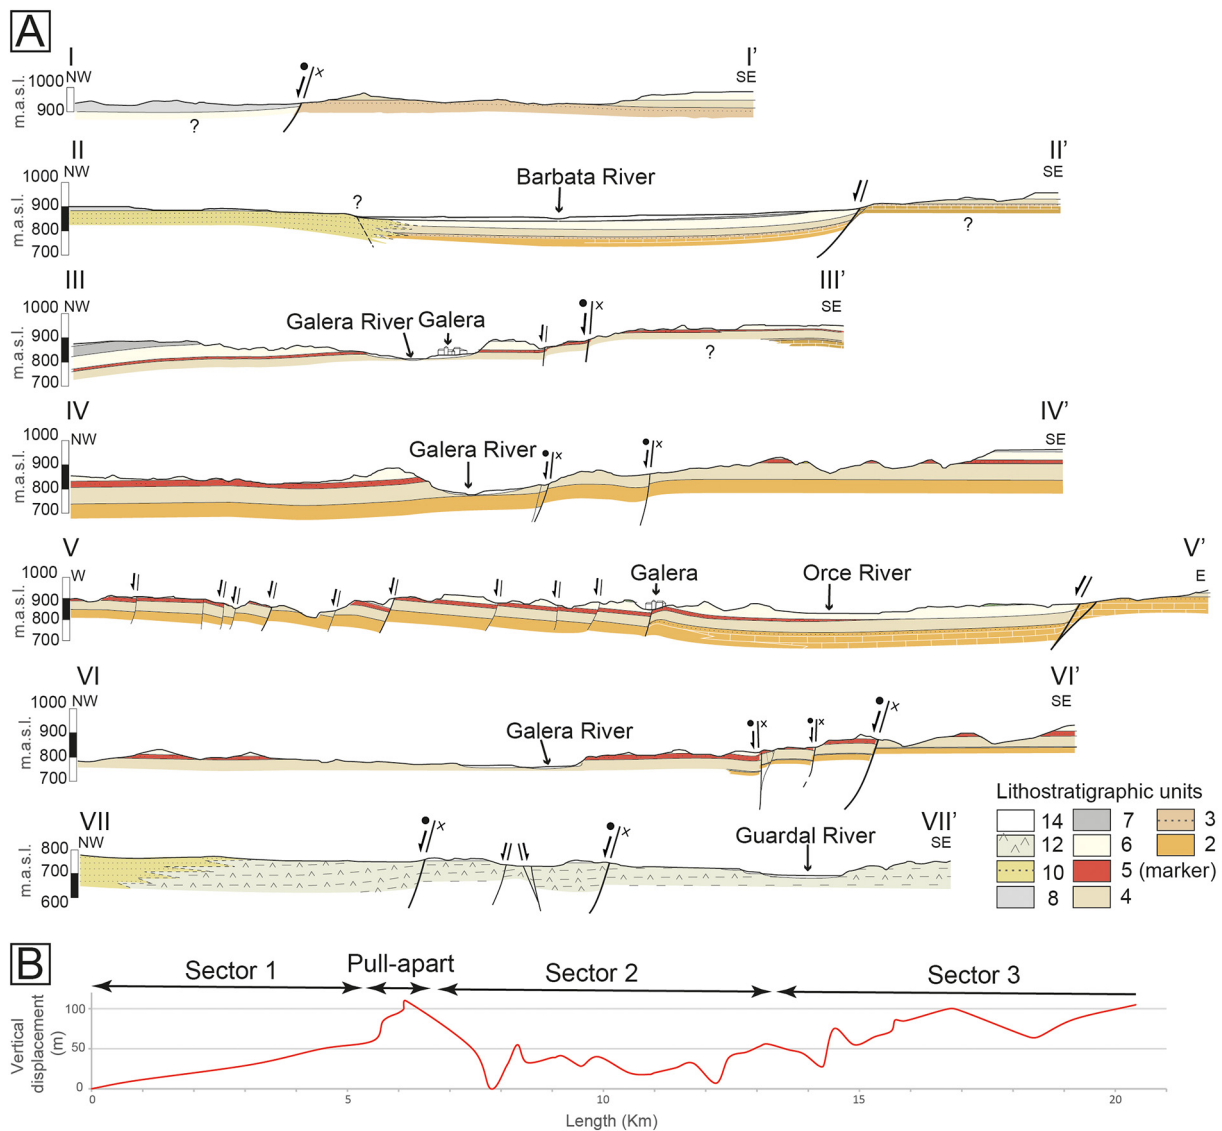 A
I
I’
NW
SE
x
1000
900
m.a.s.l.
?
II
II’
NW
SE
1000
900
800
700
m.a.s.l.
Barbata River
?
?
III
III’
NW
SE
1000
900
800
700
m.a.s.l.
Galera River
Galera
x
?
IV
IV’
NW
SE
1000
900
800
700
m.a.s.l.
Galera River
x
x
V
V’
W
E
1000
900
800
700
m.a.s.l.
Galera
Orce River
VI
VI’
NW
SE
1000
900
800
700
m.a.s.l.
Galera River
x
x
x
VII
VII’
NW
SE
800
700
600
m.a.s.l.
x
x
Guardal River
Lithostratigraphic units
14 7 3
12 6 2
10 5 (marker)
8 4
B
Sector 1
Pull-apart
Sector 2
Sector 3
Vertical
displacement
(m)
100
50
0
0 5 10 15 20
Length (Km)